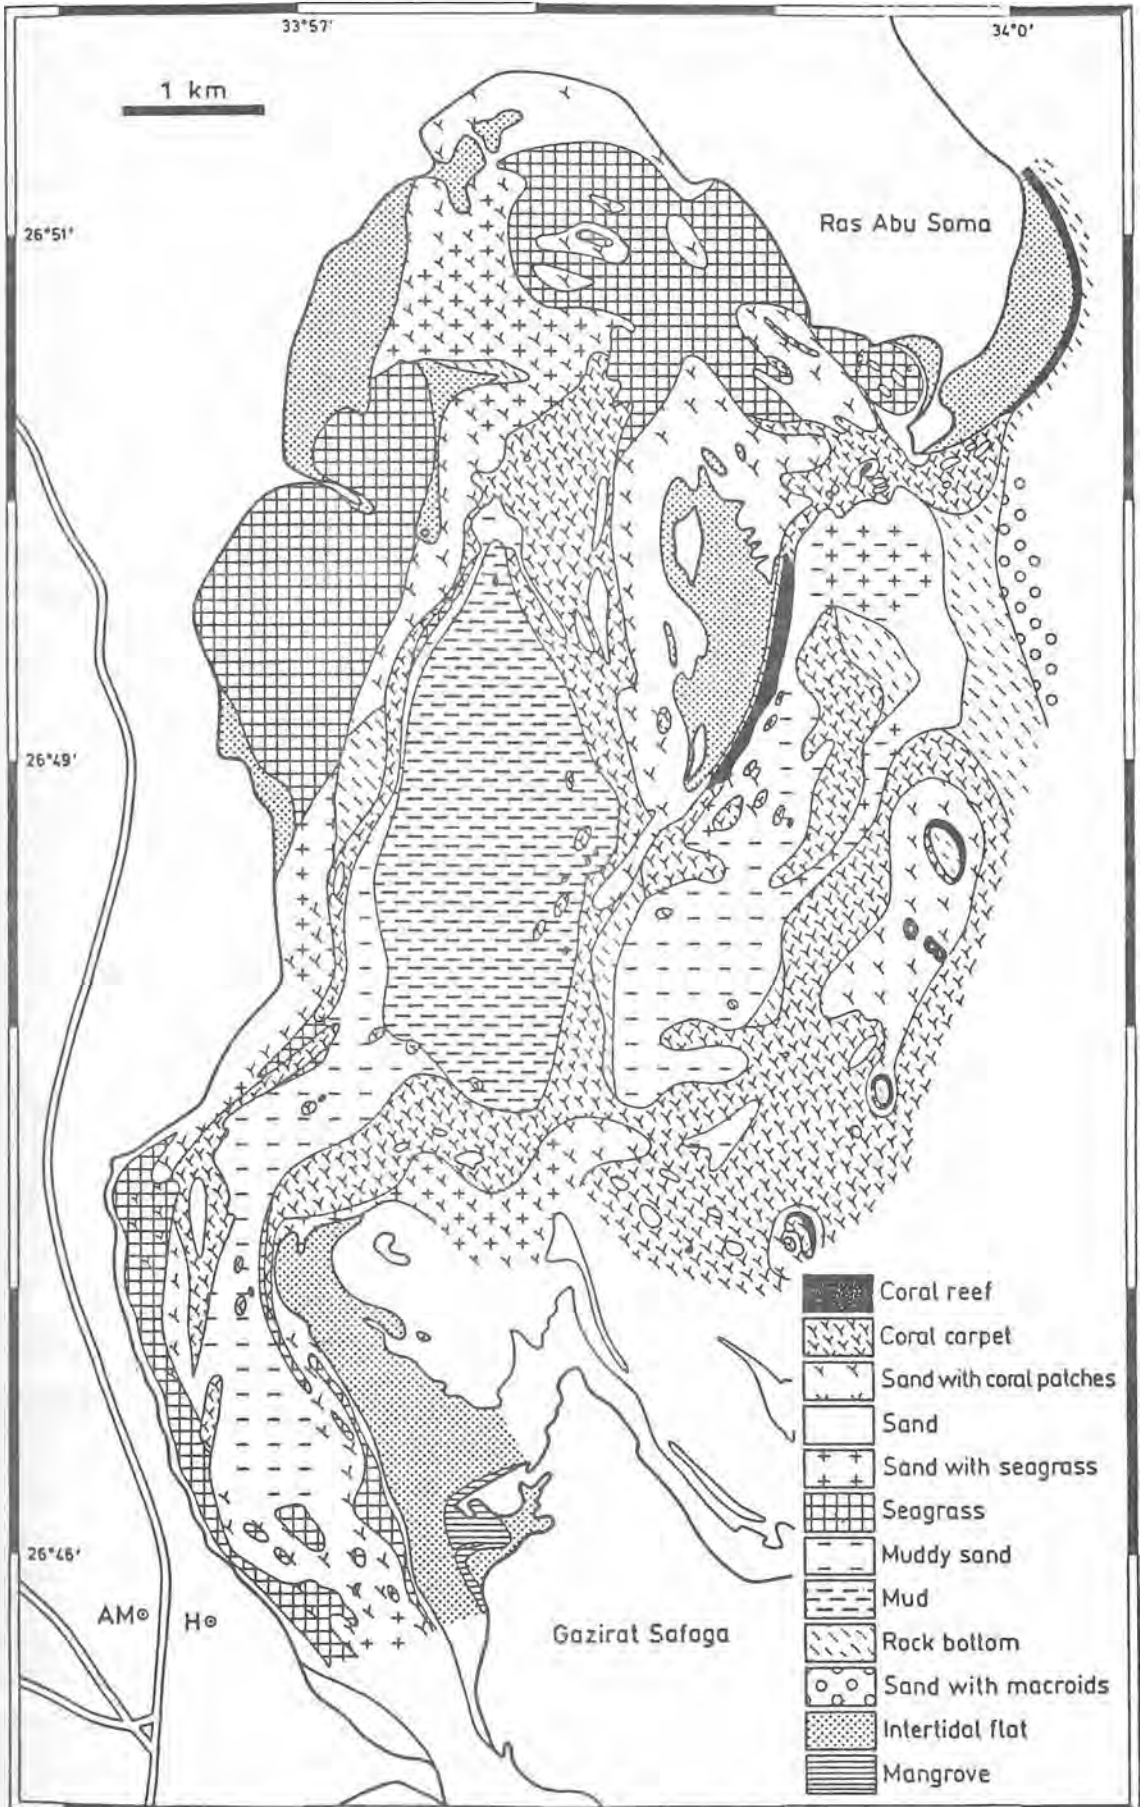 33°57'
34°0'
1 km
26°51'
Ras Abu Soma
26°49'
Coral reef
Coral carpet
Sand with coral patches
Sand
Sand with seagrass
Seagrass
26°46'
Muddy sand
Mud
AM
H
Gazirat Safaga
Rock bottom
Sand with macroids
Intertidal flat
Mangrove